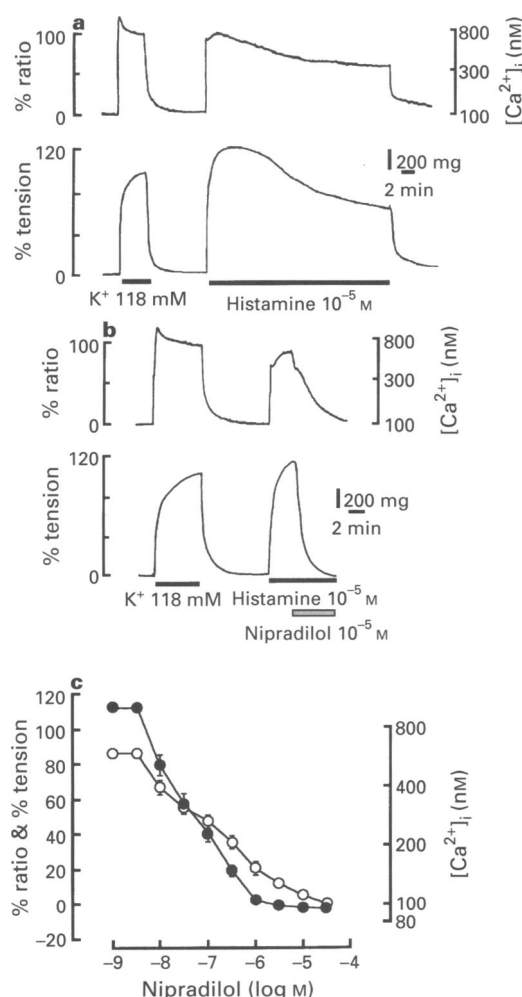 a
100
0
% ratio
800
300
100
[Ca²⁺]ᵢ (nM)
120
0
% tension
200 mg
2 min
K⁺ 118 mM
Histamine 10⁻⁵ M
b
100
0
% ratio
800
300
100
[Ca²⁺]ᵢ (nM)
120
0
% tension
200 mg
2 min
K⁺ 118 mM
Histamine 10⁻⁵ M
Nipradilol 10⁻⁵ M
c
120
100
80
60
40
20
0
−20
% ratio & % tension
800
400
200
100
80
[Ca²⁺]ᵢ (nM)
−9 −8 −7 −6 −5 −4
Nipradilol (log M)